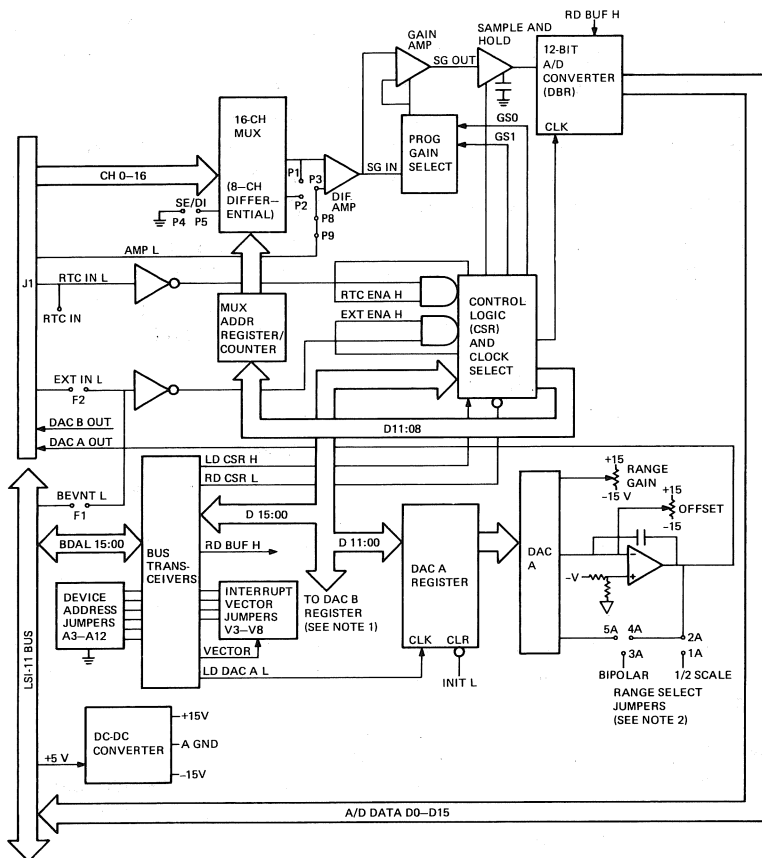 RD BUF H
GAIN
AMP
SAMPLE AND
HOLD
SG OUT
12-BIT
A/D
CONVERTER
(DBR)
CLK
16-CH
MUX
(8-CH
DIFFER-
ENTIAL)
GS0
GS1
PROG
GAIN
SELECT
SG IN
CH 0–16
P1
P3
P2
DIF.
AMP
SE/DI
P4 P5
P8
P9
AMP L
J1
RTC IN L
RTC IN
MUX
ADDR
REGISTER/
COUNTER
RTC ENA H
EXT ENA H
CONTROL
LOGIC
(CSR)
AND
CLOCK
SELECT
EXT IN L
F2
DAC B OUT
DAC A OUT
D11:08
LD CSR H
RD CSR L
BEVNT L
F1
D 15:00
D 11:00
BDAL 15:00
BUS
TRANS-
CEIVERS
RD BUF H
DAC A
REGISTER
CLK CLR
INIT L
DAC
A
+15
RANGE
GAIN
–15 V
+15
OFFSET
–15
–
+
–V
5A 4A
2A
3A
1A
BIPOLAR
1/2 SCALE
RANGE SELECT
JUMPERS
(SEE NOTE 2)
DEVICE
ADDRESS
JUMPERS
A3–A12
INTERRUPT
VECTOR
JUMPERS
V3–V8
VECTOR
LD DAC A L
TO DAC B
REGISTER
(SEE NOTE 1)
LSI-11 BUS
+5 V
DC-DC
CONVERTER
+15V
A GND
–15V
A/D DATA D0–D15